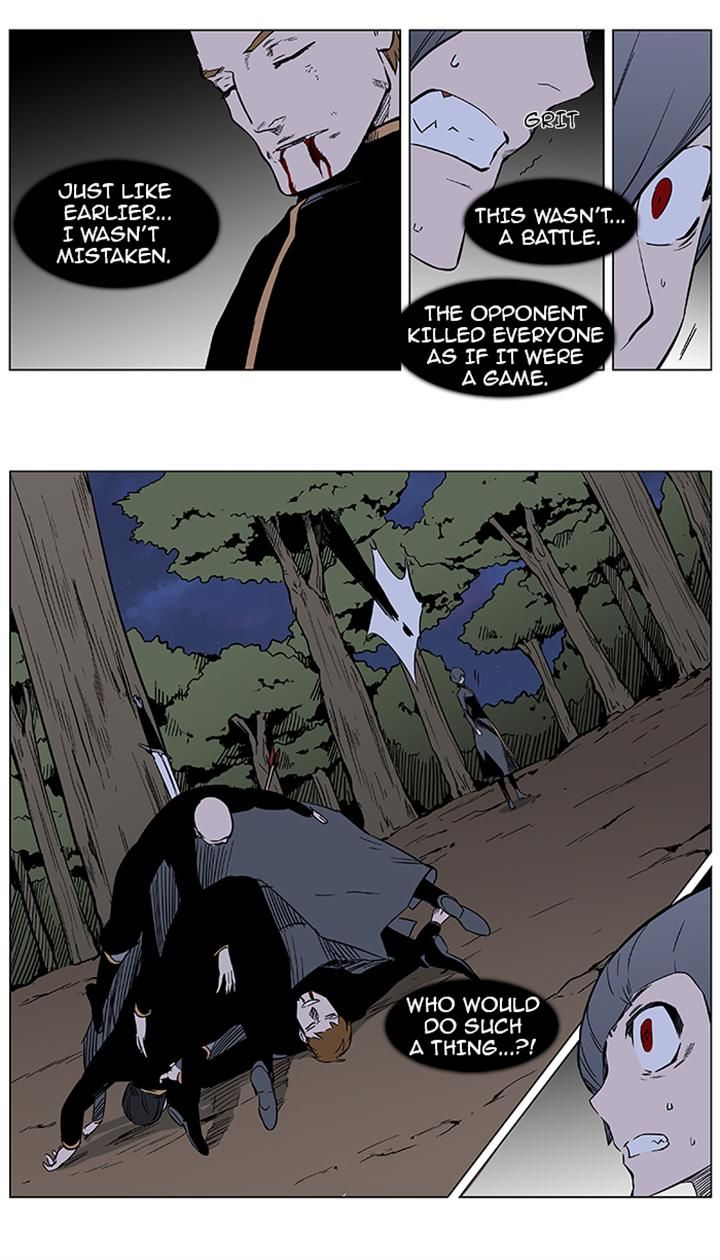 JUST LIKE
EARLIER...
I WASN'T
MISTAKEN.
GRIT
THIS WASN'T...
A BATTLE.
THE OPPONENT
KILLED EVERYONE
AS IF IT WERE
A GAME.
WHO WOULD
DO SUCH
A THING...?!